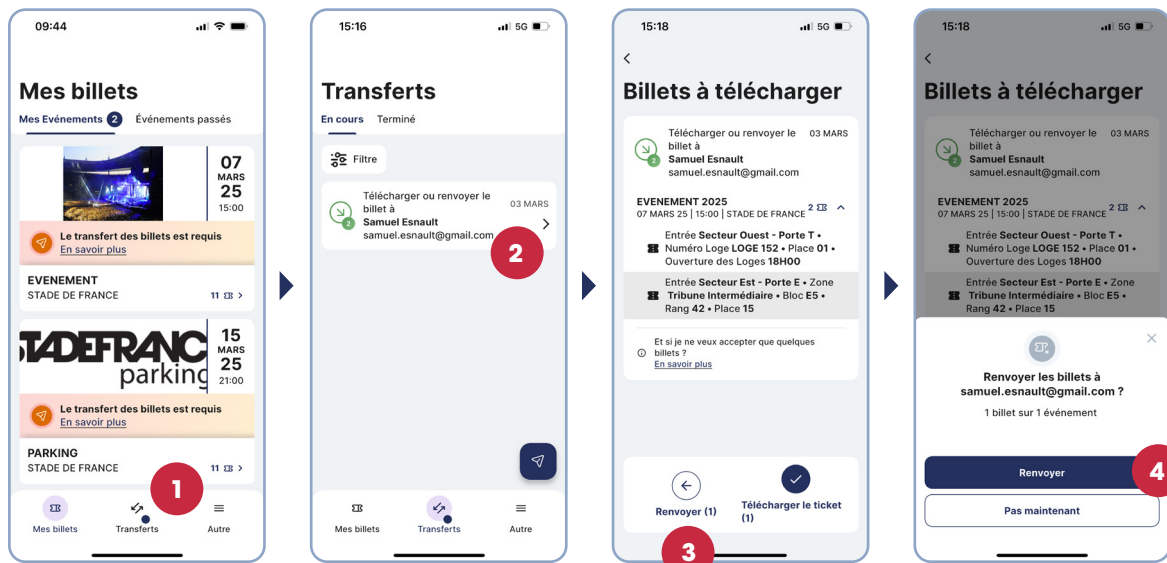 09:44
Mes billets
Mes Evénements 2 Événements passés
07
MARS
25
15:00
Le transfert des billets est requis
En savoir plus
EVENEMENT
STADE DE FRANCE 11 >
STADEFRANC
parking
15
MARS
25
21:00
Le transfert des billets est requis
En savoir plus
PARKING
STADE DE FRANCE 11 >
1
Mes billets Transferts Autre
15:16 5G
Transferts
En cours Terminé
Filtre
Télécharger ou renvoyer le
billet à
Samuel Esnault
samuel.esnault@gmail.com
03 MARS
2
2
Mes billets Transferts Autre
15:18 5G
Billets à télécharger
Télécharger ou renvoyer le 03 MARS
billet à
Samuel Esnault
samuel.esnault@gmail.com
2
EVENEMENT 2025
07 MARS 25 | 15:00 | STADE DE FRANCE 2
Entrée Secteur Ouest - Porte T •
Numéro Loge LOGE 152 • Place 01 •
Ouverture des Loges 18H00
Entrée Secteur Est - Porte E • Zone
Tribune Intermédiaire • Bloc E5 •
Rang 42 • Place 15
Et si je ne veux accepter que quelques
billets ?
En savoir plus
Renvoyer (1)
Télécharger le ticket
(1)
3
15:18 5G
Billets à télécharger
Télécharger ou renvoyer le 03 MARS
billet à
Samuel Esnault
samuel.esnault@gmail.com
2
EVENEMENT 2025
07 MARS 25 | 15:00 | STADE DE FRANCE 2
Entrée Secteur Ouest - Porte T •
Numéro Loge LOGE 152 • Place 01 •
Ouverture des Loges 18H00
Entrée Secteur Est - Porte E • Zone
Tribune Intermédiaire • Bloc E5 •
Rang 42 • Place 15
Renvoyer les billets à
samuel.esnault@gmail.com ?
1 billet sur 1 événement
Renvoyer
4
Pas maintenant